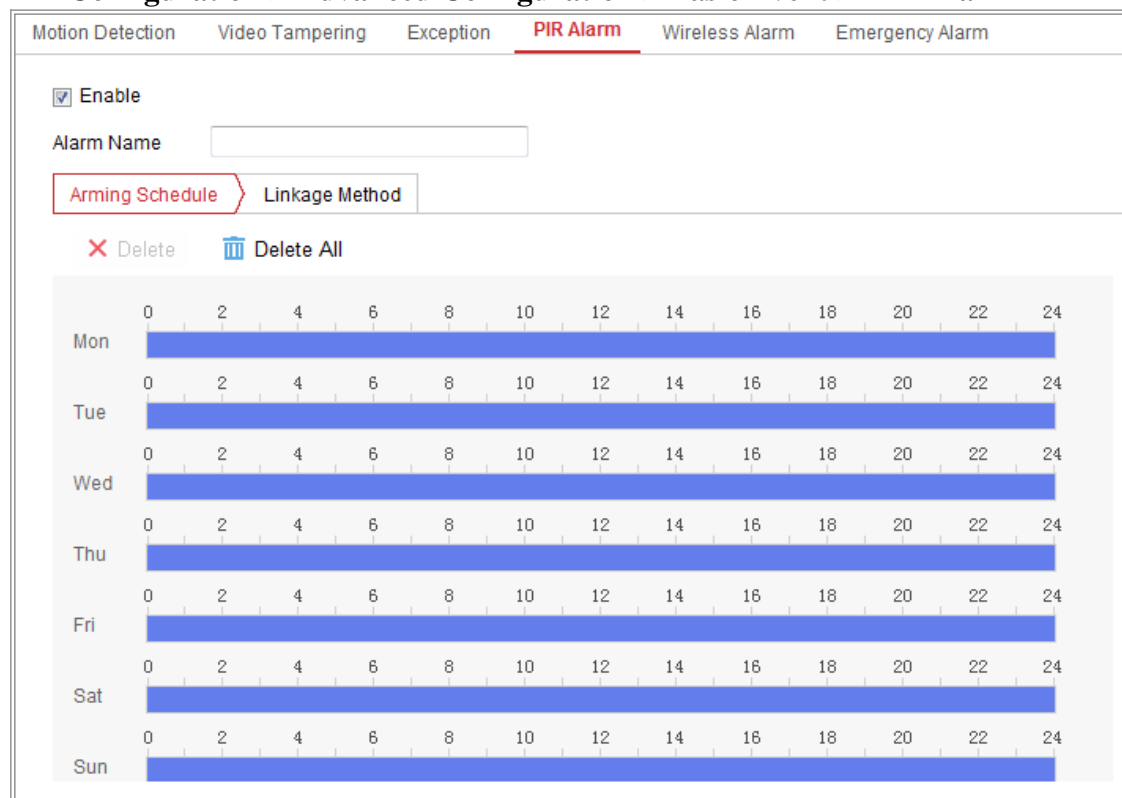 Motion Detection Video Tampering Exception PIR Alarm Wireless Alarm Emergency Alarm
Enable
Alarm Name
Arming Schedule Linkage Method
Delete Delete All
0 2 4 6 8 10 12 14 16 18 20 22 24
Mon
0 2 4 6 8 10 12 14 16 18 20 22 24
Tue
0 2 4 6 8 10 12 14 16 18 20 22 24
Wed
0 2 4 6 8 10 12 14 16 18 20 22 24
Thu
0 2 4 6 8 10 12 14 16 18 20 22 24
Fri
0 2 4 6 8 10 12 14 16 18 20 22 24
Sat
0 2 4 6 8 10 12 14 16 18 20 22 24
Sun